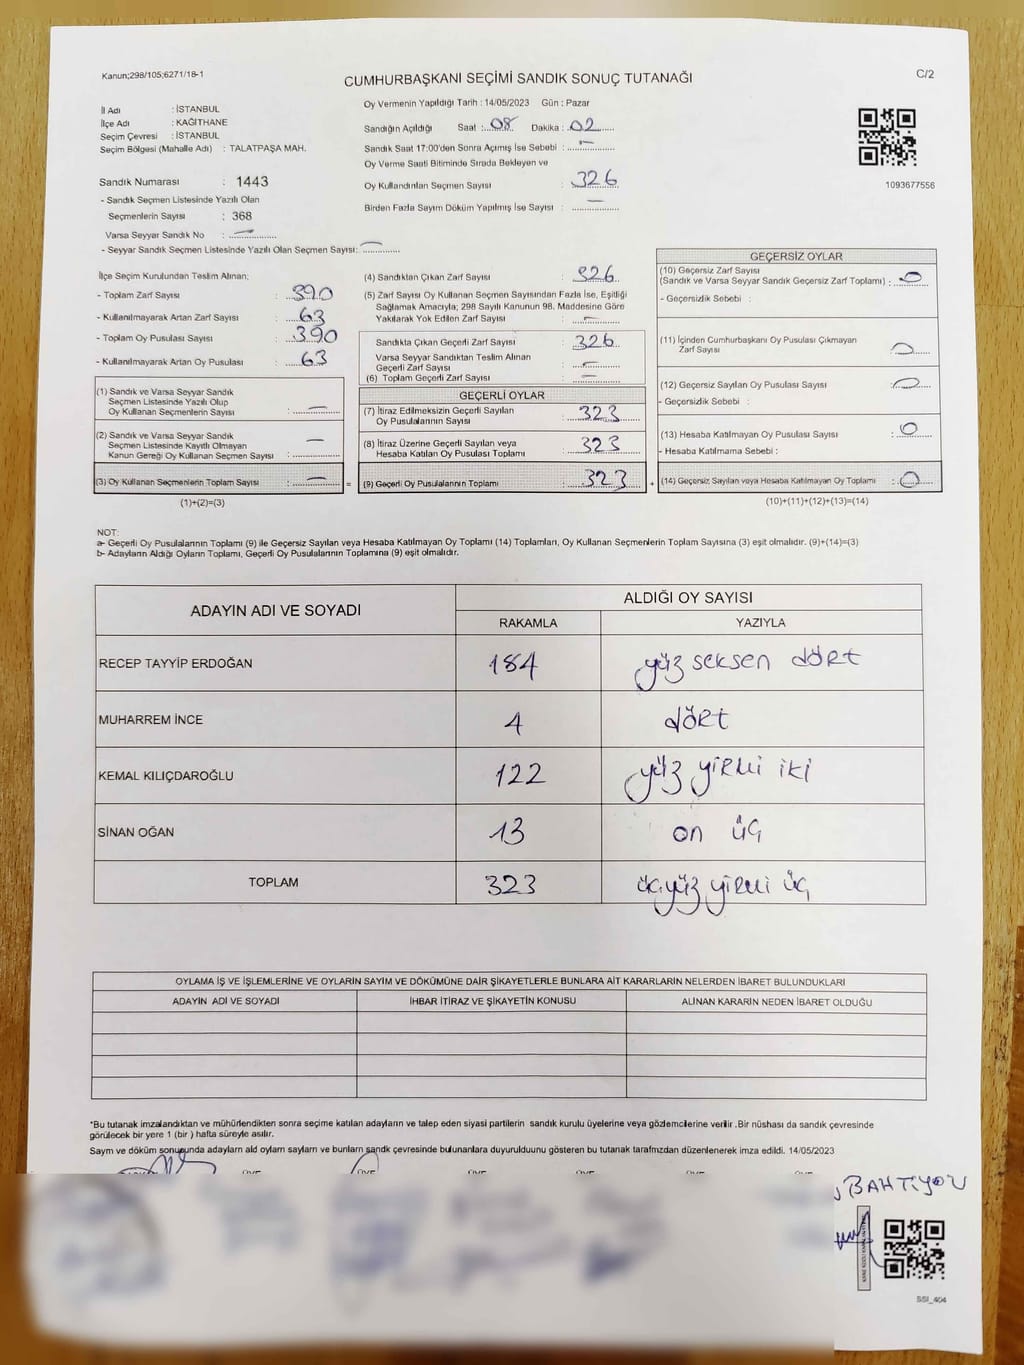 Kanun;298/105;6271/18-1
CUMHURBAŞKANI SEÇİMİ SANDIK SONUÇ TUTANAĞI
C/2
İl Adı : İSTANBUL
İlçe Adı : KAĞITHANE
Seçim Çevresi : İSTANBUL
Seçim Bölgesi (Mahalle Adı) : TALATPAŞA MAH.
Sandık Numarası : 1443
- Sandık Seçmen Listesinde Yazılı Olan
Seçmenlerin Sayısı : 368
Varsa Seyyar Sandık No : —
- Seyyar Sandık Seçmen Listesinde Yazılı Olan Seçmen Sayısı: —
Oy Vermenin Yapıldığı Tarih : 14/05/2023 Gün : Pazar
Sandığın Açıldığı Saat : 08 Dakika : 02
Sandık Saat 17:00'den Sonra Açımış İse Sebebi : —
Oy Verme Saati Bitiminde Sırada Bekleyen ve
Oy Kullandırılan Seçmen Sayısı : 326
Birden Fazla Sayım Döküm Yapılmış İse Sayısı : —
1093677556
İlçe Seçim Kurulundan Teslim Alınan;
- Toplam Zarf Sayısı : 390
- Kullanılmayarak Artan Zarf Sayısı : 63
- Toplam Oy Pusulası Sayısı : 390
- Kullanılmayarak Artan Oy Pusulası : 63
(1) Sandık ve Varsa Seyyar Sandık
Seçmen Listesinde Yazılı Olup
Oy Kullanan Seçmenlerin Sayısı : —
(2) Sandık ve Varsa Seyyar Sandık
Seçmen Listesinde Kayıtlı Olmayan
Kanun Gereği Oy Kullanan Seçmen Sayısı : —
(3) Oy Kullanan Seçmenlerin Toplam Sayısı : —
(1)+(2)=(3)
(4) Sandıktan Çıkan Zarf Sayısı : 326
(5) Zarf Sayısı Oy Kullanan Seçmen Sayısından Fazla İse, Eşitliği
Sağlamak Amacıyla; 298 Sayılı Kanunun 98. Maddesine Göre
Yakılarak Yok Edilen Zarf Sayısı : —
Sandıkta Çıkan Geçerli Zarf Sayısı : 326
Varsa Seyyar Sandıktan Teslim Alınan
Geçerli Zarf Sayısı : —
(6) Toplam Geçerli Zarf Sayısı : —
GEÇERLİ OYLAR
(7) İtiraz Edilmeksizin Geçerli Sayılan
Oy Pusulalarının Sayısı : 323
(8) İtiraz Üzerine Geçerli Sayılan veya
Hesaba Katılan Oy Pusulaları Toplamı : 323
= (9) Geçerli Oy Pusulalarının Toplamı : 323 +
GEÇERSİZ OYLAR
(10) Geçersiz Zarf Sayısı
(Sandık ve Varsa Seyyar Sandık Geçersiz Zarf Toplamı) : 0
- Geçersizlik Sebebi :
(11) İçinden Cumhurbaşkanı Oy Pusulası Çıkmayan
Zarf Sayısı : 0
(12) Geçersiz Sayılan Oy Pusulası Sayısı : 0
- Geçersizlik Sebebi :
(13) Hesaba Katılmayan Oy Pusulası Sayısı : 0
- Hesaba Katılmama Sebebi :
(14) Geçersiz Sayılan veya Hesaba Katılmayan Oy Toplamı : 0
(10)+(11)+(12)+(13)=(14)
NOT:
a- Geçerli Oy Pusulalarının Toplamı (9) ile Geçersiz Sayılan veya Hesaba Katılmayan Oy Toplamı (14) Toplamları, Oy Kullanan Seçmenlerin Toplam Sayısına (3) eşit olmalıdır. (9)+(14)=(3)
b- Adayların Aldığı Oyların Toplamı, Geçerli Oy Pusulalarının Toplamına (9) eşit olmalıdır.
ADAYIN ADI VE SOYADI ALDIĞI OY SAYISI
RAKAMLA YAZIYLA
RECEP TAYYİP ERDOĞAN 184 yüz seksen dört
MUHARREM İNCE 4 dört
KEMAL KILIÇDAROĞLU 122 yüz yirmi iki
SİNAN OĞAN 13 on üç
TOPLAM 323 üçyüz yirmi üç
OYLAMA İŞ VE İŞLEMLERİNE VE OYLARIN SAYIM VE DÖKÜMÜNE DAİR ŞİKAYETLERLE BUNLARA AİT KARARLARIN NELERDEN İBARET BULUNDUKLARI
ADAYIN ADI VE SOYADI İHBAR İTİRAZ VE ŞİKAYETİN KONUSU ALINAN KARARIN NEDEN İBARET OLDUĞU
*Bu tutanak imzalandıktan ve mühürlendikten sonra seçime katılan adayların ve talep eden siyasi partilerin sandık kurulu üyelerine veya gözlemcilerine verilir .Bir nüshası da sandık çevresinde
görülecek bir yere 1 (bir ) hafta süreyle asılır.
Sayım ve döküm sonuçunda adayların aldı oyların sayıları ve bunların sandık çevresinde bulunanlara duyurulduunu gösteren bu tutanak tarafımızdan düzenlenerek imza edildi. 14/05/2023
BAHTİYOR
SSI_404